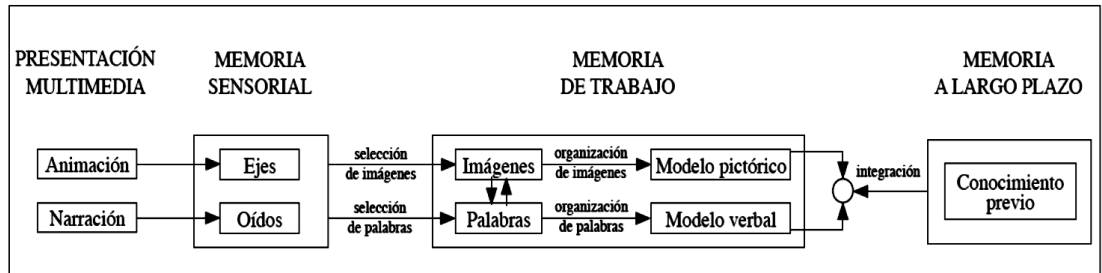 PRESENTACIÓN
MULTIMEDIA
MEMORIA
SENSORIAL
MEMORIA
DE TRABAJO
MEMORIA
A LARGO PLAZO
Animación
Ejes
selección
de imágenes
Imágenes
organización
de imágenes
Modelo pictórico
integración
Conocimiento
previo
Narración
Oídos
selección
de palabras
Palabras
organización
de palabras
Modelo verbal